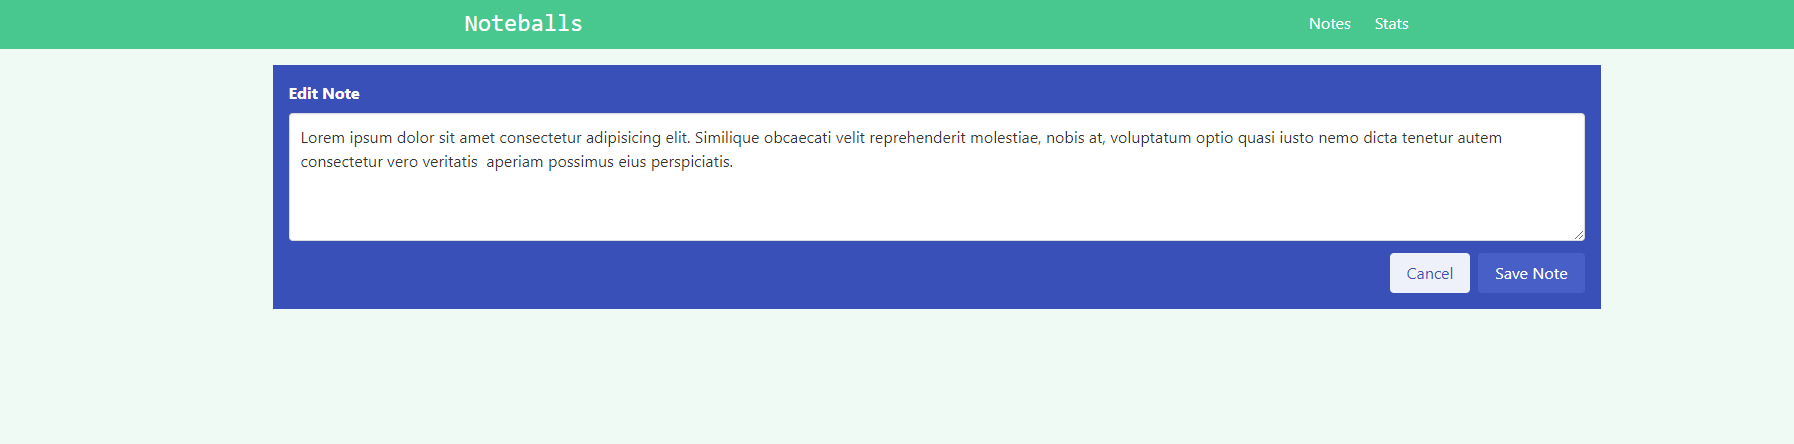 Noteballs
Notes
Stats
Edit Note
Lorem ipsum dolor sit amet consectetur adipisicing elit. Similique obcaecati velit reprehenderit molestiae, nobis at, voluptatum optio quasi iusto nemo dicta tenetur autem
consectetur vero veritatis  aperiam possimus eius perspiciatis.
Cancel
Save Note